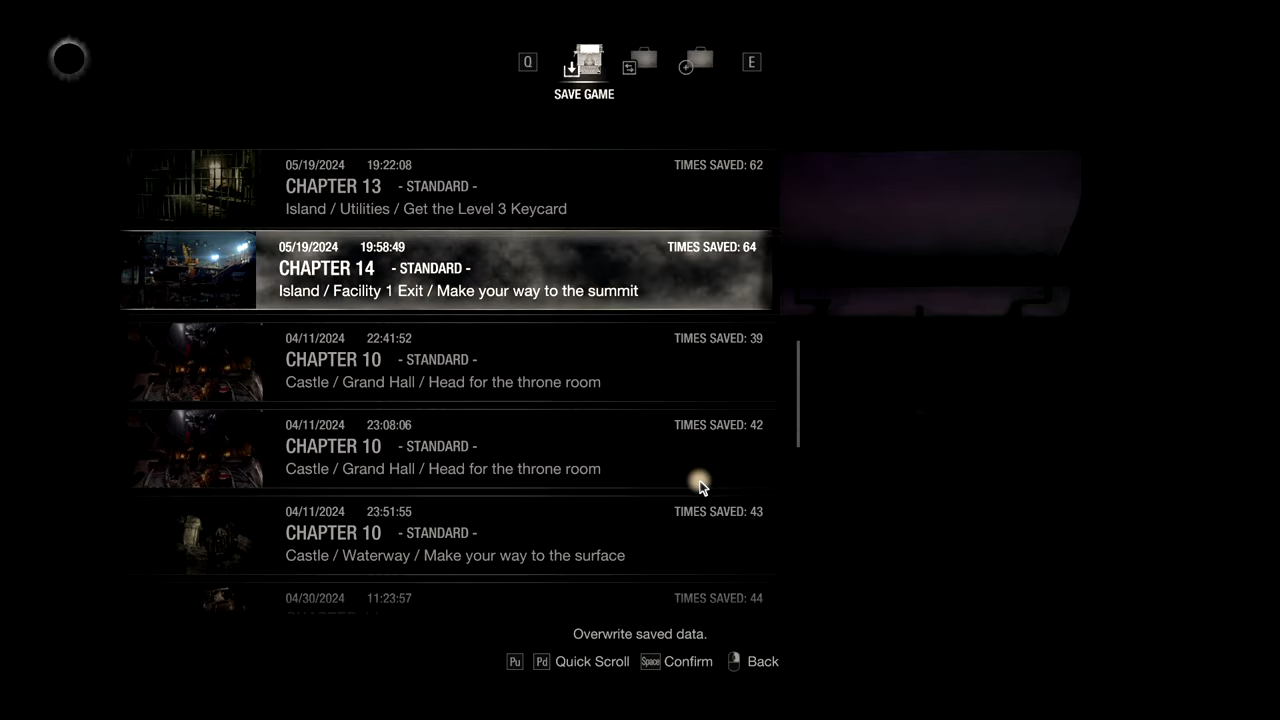 Q
E
SAVE GAME
05/19/2024 19:22:08 TIMES SAVED: 62
CHAPTER 13 - STANDARD -
Island / Utilities / Get the Level 3 Keycard
05/19/2024 19:58:49 TIMES SAVED: 64
CHAPTER 14 - STANDARD -
Island / Facility 1 Exit / Make your way to the summit
04/11/2024 22:41:52 TIMES SAVED: 39
CHAPTER 10 - STANDARD -
Castle / Grand Hall / Head for the throne room
04/11/2024 23:08:06 TIMES SAVED: 42
CHAPTER 10 - STANDARD -
Castle / Grand Hall / Head for the throne room
04/11/2024 23:51:55 TIMES SAVED: 43
CHAPTER 10 - STANDARD -
Castle / Waterway / Make your way to the surface
04/30/2024 11:23:57 TIMES SAVED: 44
Overwrite saved data.
Pu Pd Quick Scroll Space Confirm Back